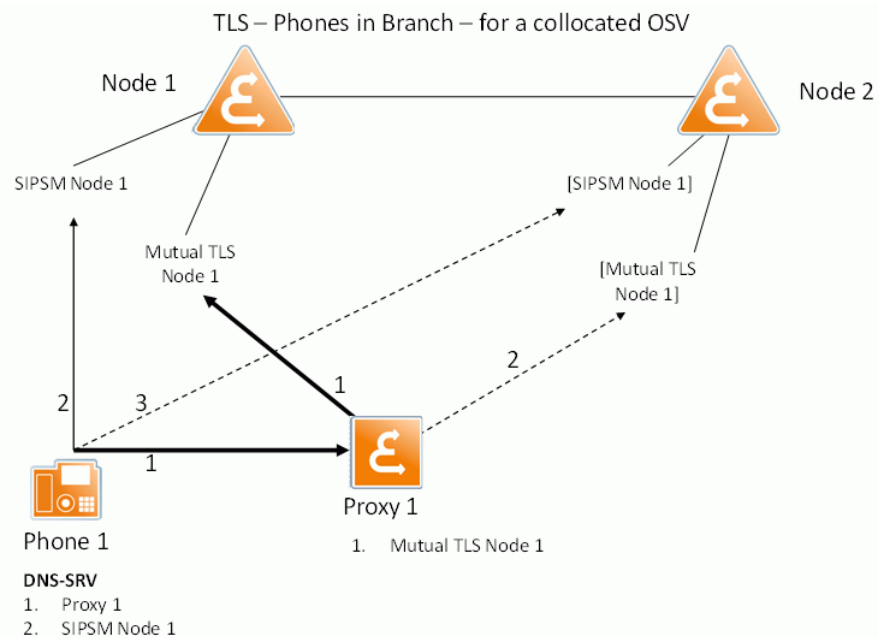 TLS – Phones in Branch – for a collocated OSV
Node 1
Node 2
SIPSM Node 1
[SIPSM Node 1]
Mutual TLS
Node 1
[Mutual TLS
Node 1]
2
3
1
1
2
Proxy 1
Phone 1
1. Mutual TLS Node 1
DNS-SRV
1. Proxy 1
2. SIPSM Node 1